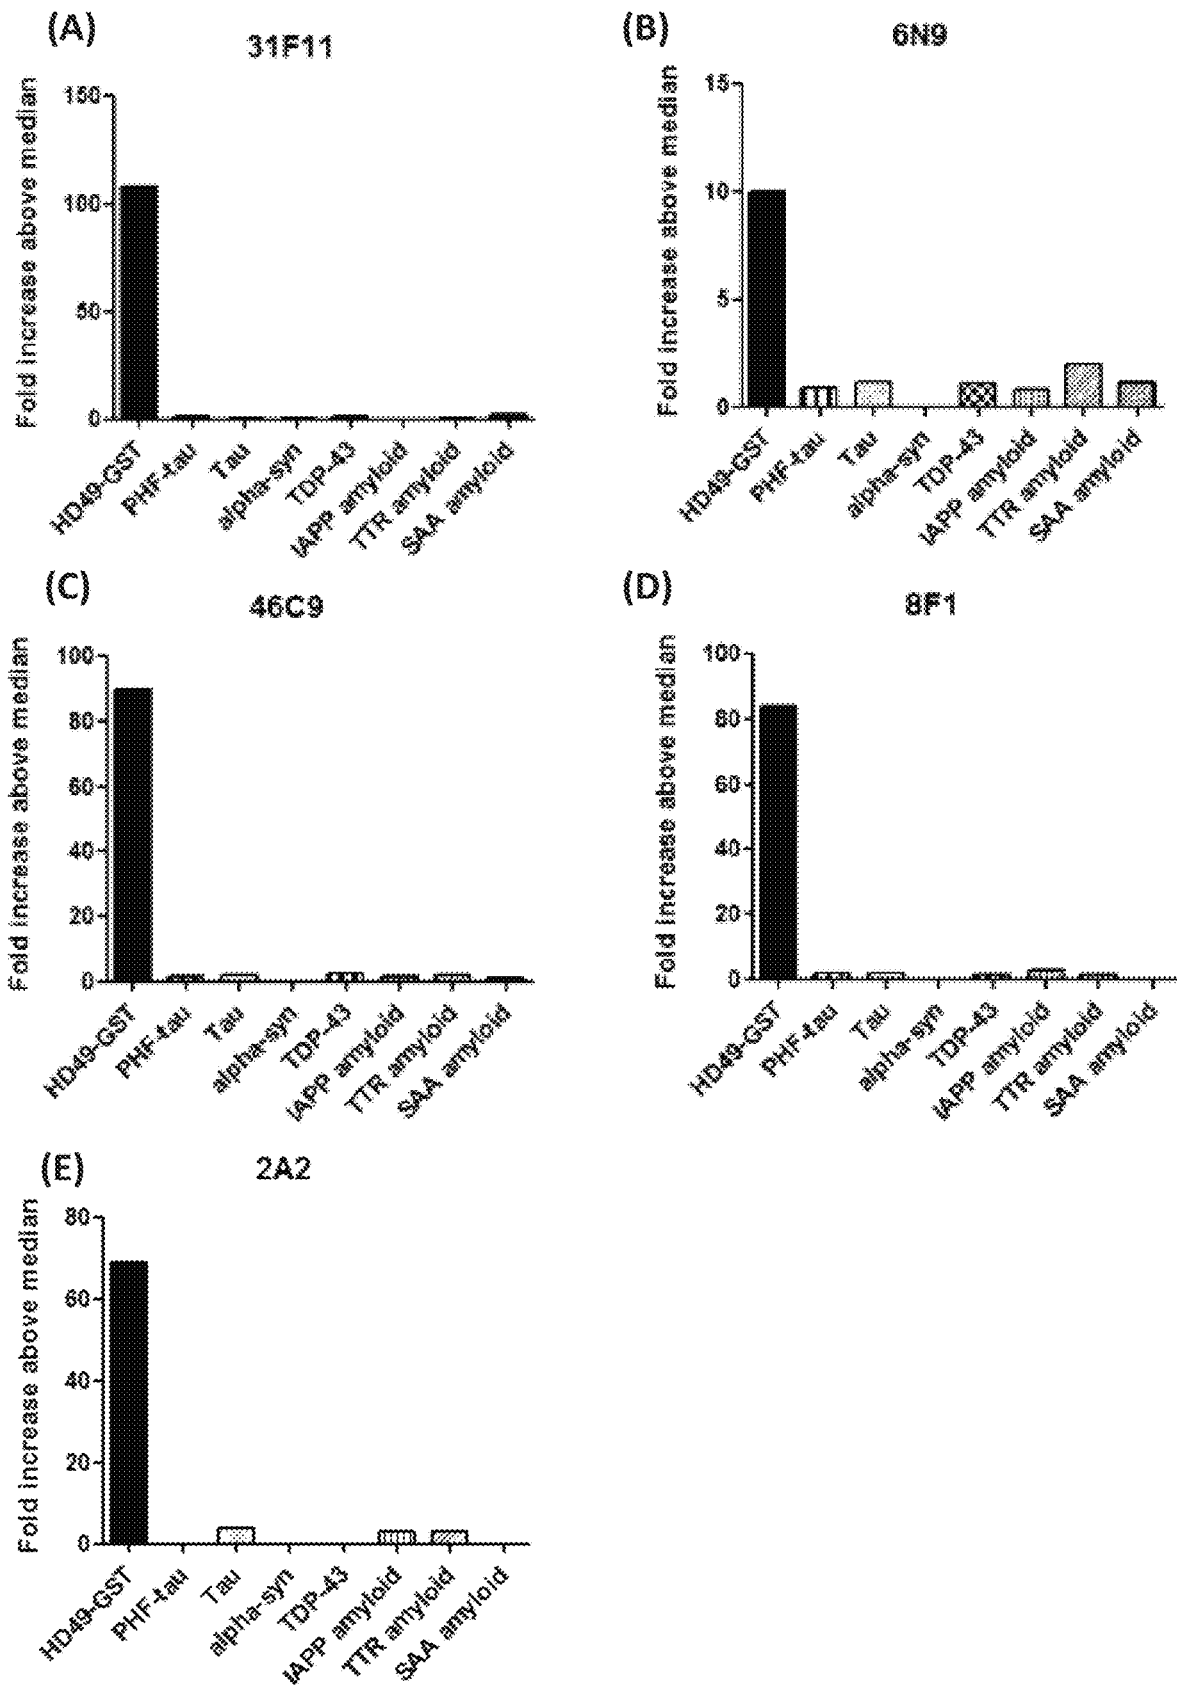 (A)
31F11
Fold increase above median
150
100
50
0
HD49-GST
PHF-tau
Tau
alpha-syn
TDP-43
IAPP amyloid
TTR amyloid
SAA amyloid
(B)
6N9
Fold increase above median
15
10
5
0
HD49-GST
PHF-tau
Tau
alpha-syn
TDP-43
IAPP amyloid
TTR amyloid
SAA amyloid
(C)
46C9
Fold increase above median
100
80
60
40
20
0
HD49-GST
PHF-tau
Tau
alpha-syn
TDP-43
IAPP amyloid
TTR amyloid
SAA amyloid
(D)
8F1
Fold increase above median
100
80
60
40
20
0
HD49-GST
PHF-tau
Tau
alpha-syn
TDP-43
IAPP amyloid
TTR amyloid
SAA amyloid
(E)
2A2
Fold increase above median
80
60
40
20
0
HD49-GST
PHF-tau
Tau
alpha-syn
TDP-43
IAPP amyloid
TTR amyloid
SAA amyloid